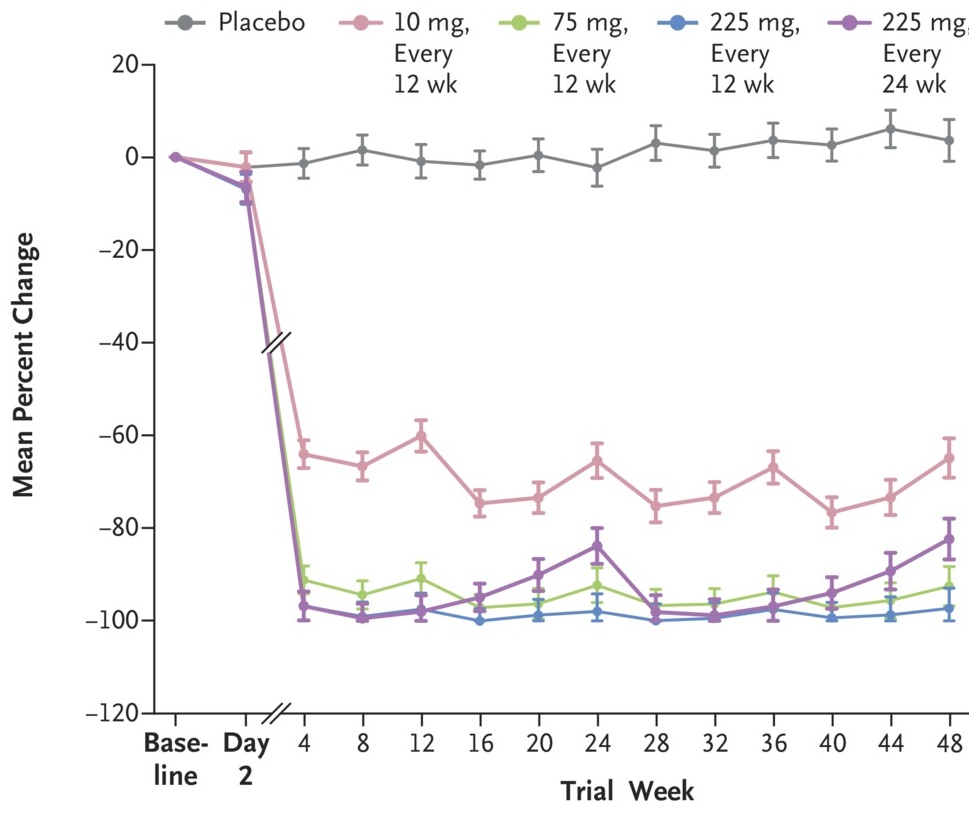 Placebo
10 mg,
Every
12 wk
75 mg,
Every
12 wk
225 mg,
Every
12 wk
225 mg,
Every
24 wk
Mean Percent Change
20
0
–20
–40
–60
–80
–100
–120
Base-
line
Day
2
4 8 12 16 20 24 28 32 36 40 44 48
Trial Week